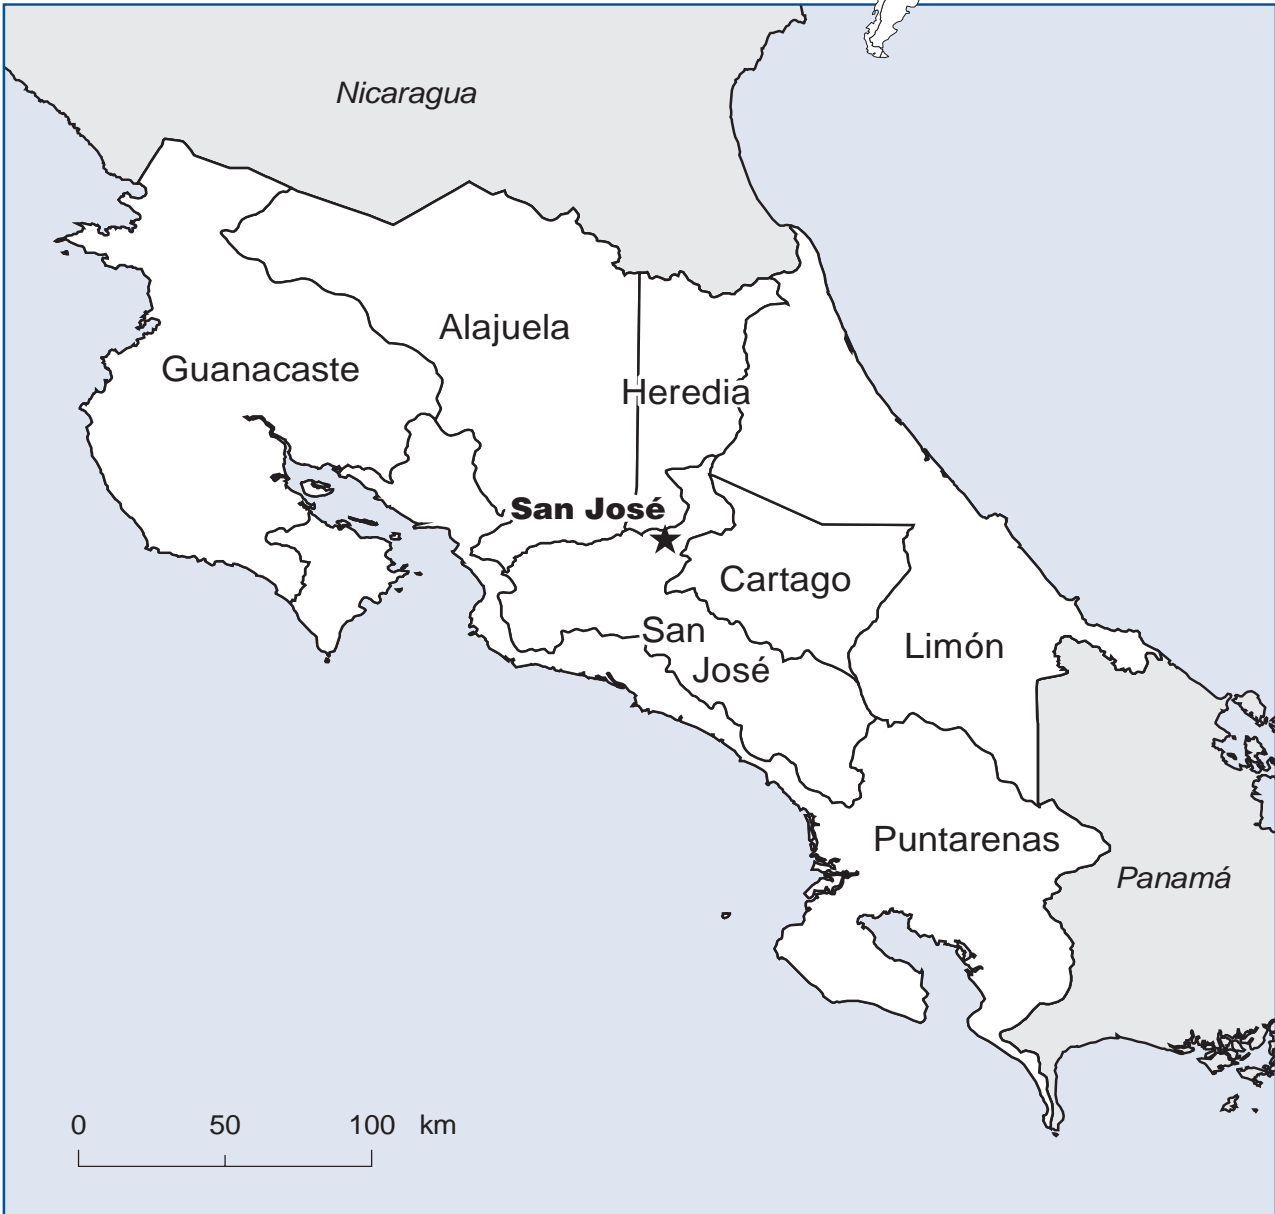 Nicaragua
Alajuela
Guanacaste
Heredia
San José
Cartago
San
José
Limón
Puntarenas
Panamá
0 50 100 km